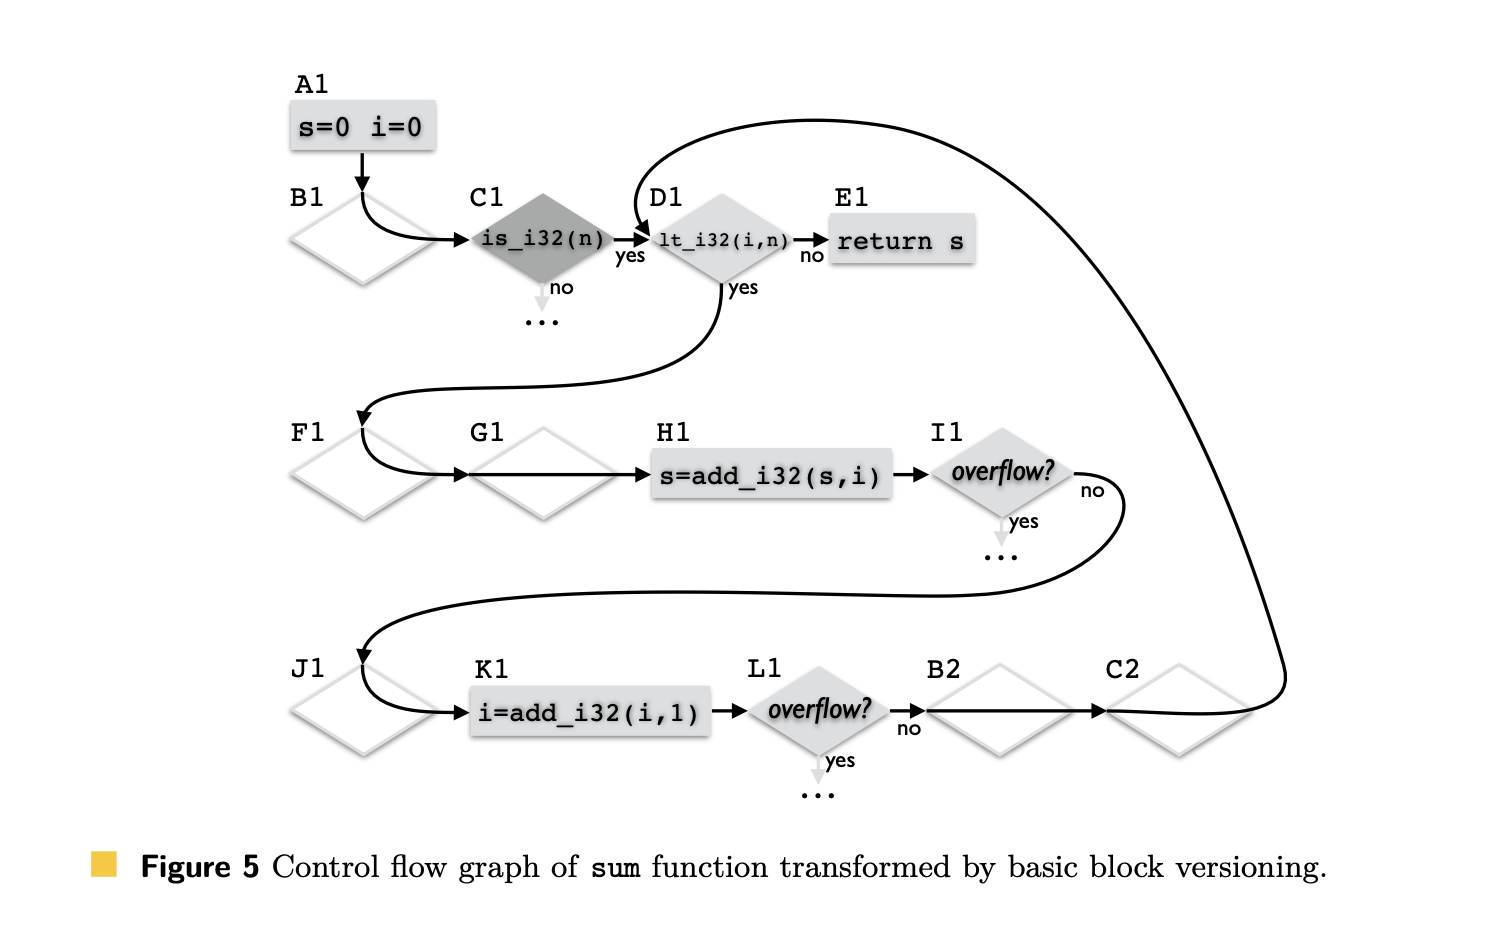 A1
s=0 i=0
B1
C1
D1
E1
is_i32(n)
yes
no
...
lt_i32(i,n)
no
yes
return s
F1
G1
H1
I1
s=add_i32(s,i)
overflow?
no
yes
...
J1
K1
L1
B2
C2
i=add_i32(i,1)
overflow?
no
yes
...
Figure 5 Control flow graph of sum function transformed by basic block versioning.